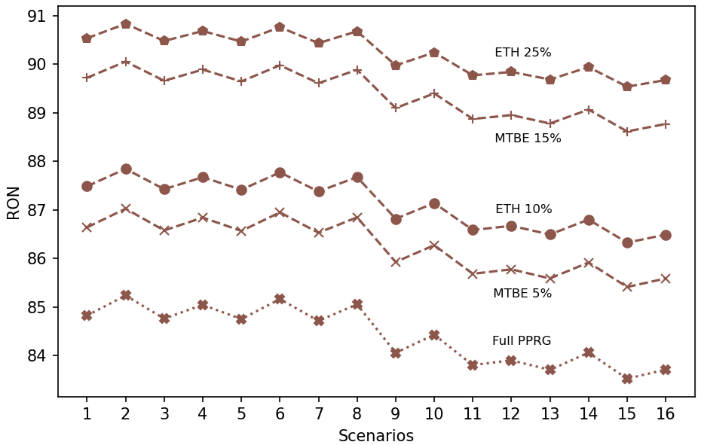 91
90
89
88
87
86
85
84
RON
ETH 25%
MTBE 15%
ETH 10%
MTBE 5%
Full PPRG
1 2 3 4 5 6 7 8 9 10 11 12 13 14 15 16
Scenarios